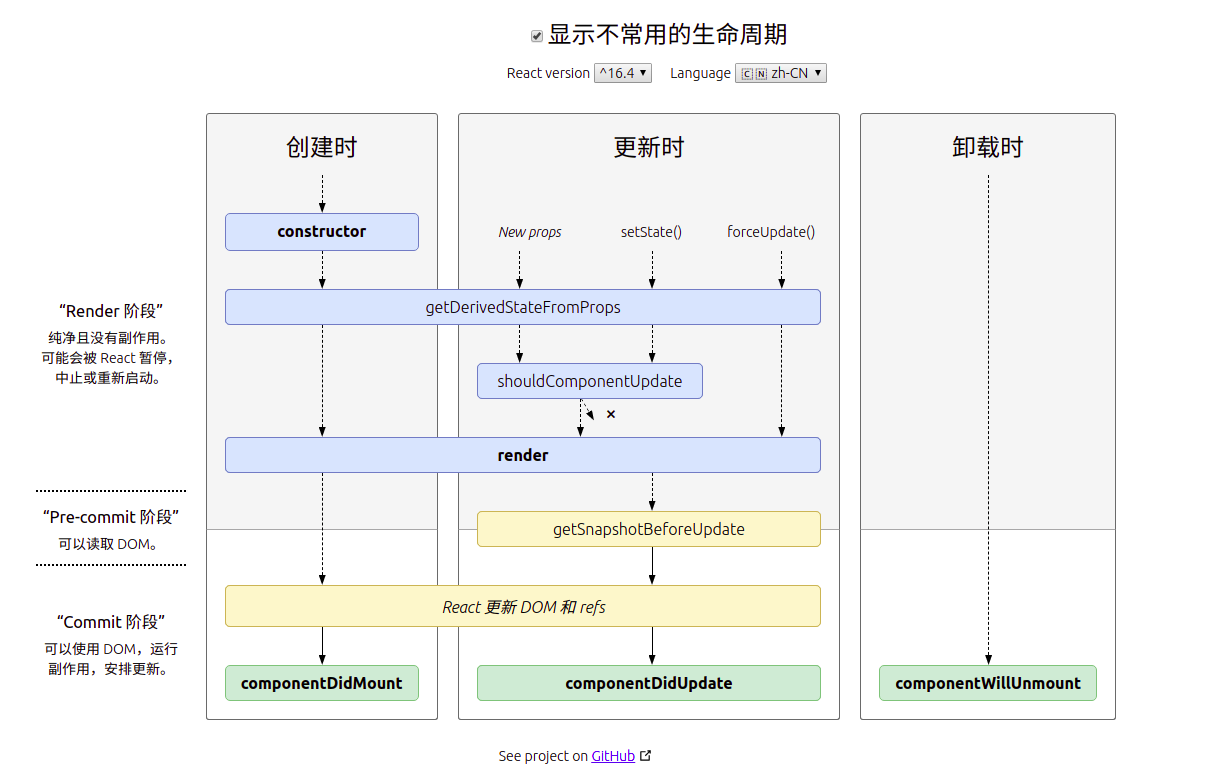 显示不常用的生命周期
React version ^16.4 Language 🇨🇳 zh-CN
创建时
更新时
卸载时
constructor
New props
setState()
forceUpdate()
“Render 阶段”
纯净且没有副作用。
可能会被 React 暂停，
中止或重新启动。
getDerivedStateFromProps
shouldComponentUpdate
×
render
“Pre-commit 阶段”
可以读取 DOM。
getSnapshotBeforeUpdate
“Commit 阶段”
可以使用 DOM，运行
副作用，安排更新。
React 更新 DOM 和 refs
componentDidMount
componentDidUpdate
componentWillUnmount
See project on GitHub